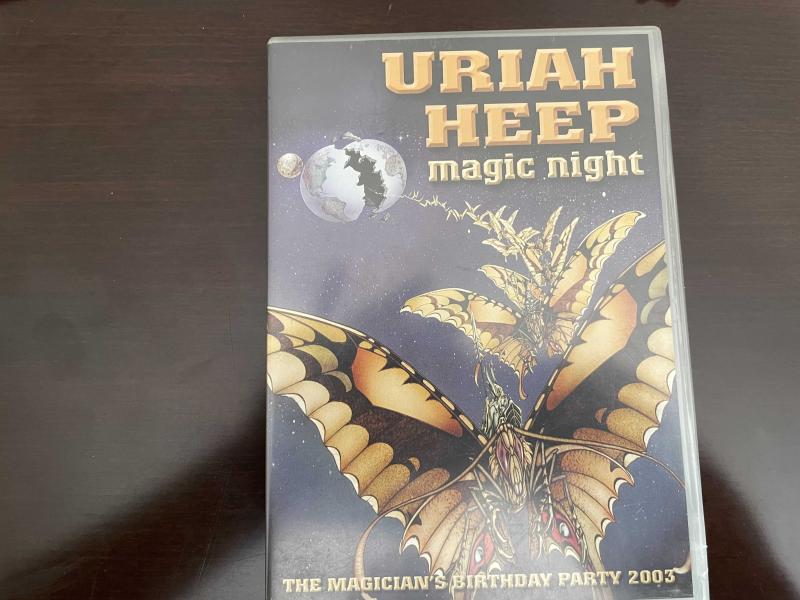 URIAH
HEEP
magic night
THE MAGICIAN'S BIRTHDAY PARTY 2003